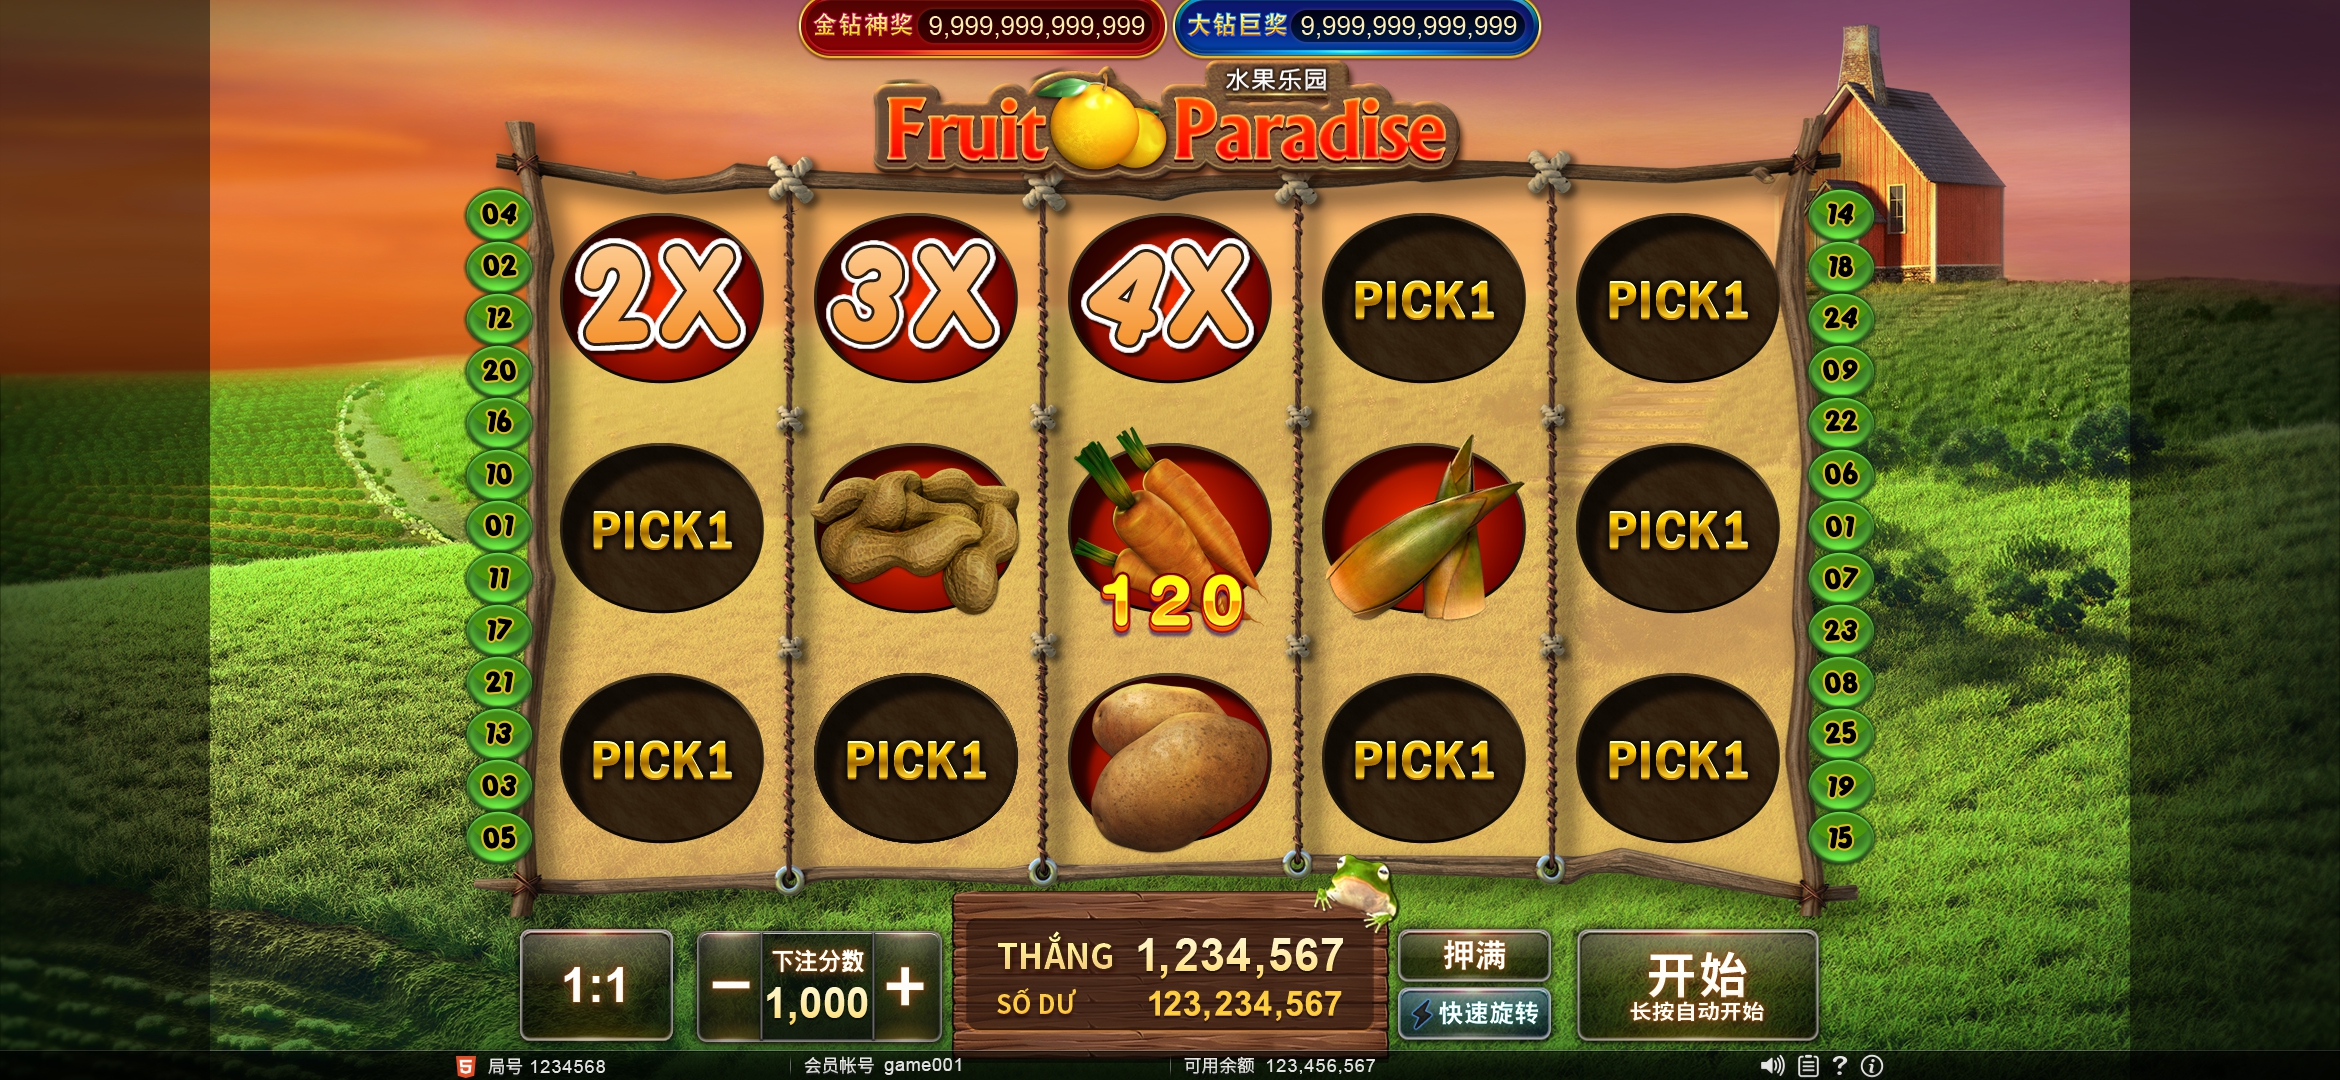 金钻神奖 9,999,999,999,999
大钻巨奖 9,999,999,999,999
水果乐园
Fruit Paradise
04
02
12
20
16
10
01
11
17
21
13
03
05
2X 3X 4X PICK1 PICK1
PICK1 PICK1
120
PICK1 PICK1 PICK1 PICK1
14
18
24
09
22
06
01
07
23
08
25
19
15
1:1
下注分数
− 1,000 +
THẮNG 1,234,567
SỐ DƯ 123,234,567
押满
快速旋转
开始
长按自动开始
5 局号 1234568
会员帐号 game001
可用余额 123,456,567
? i